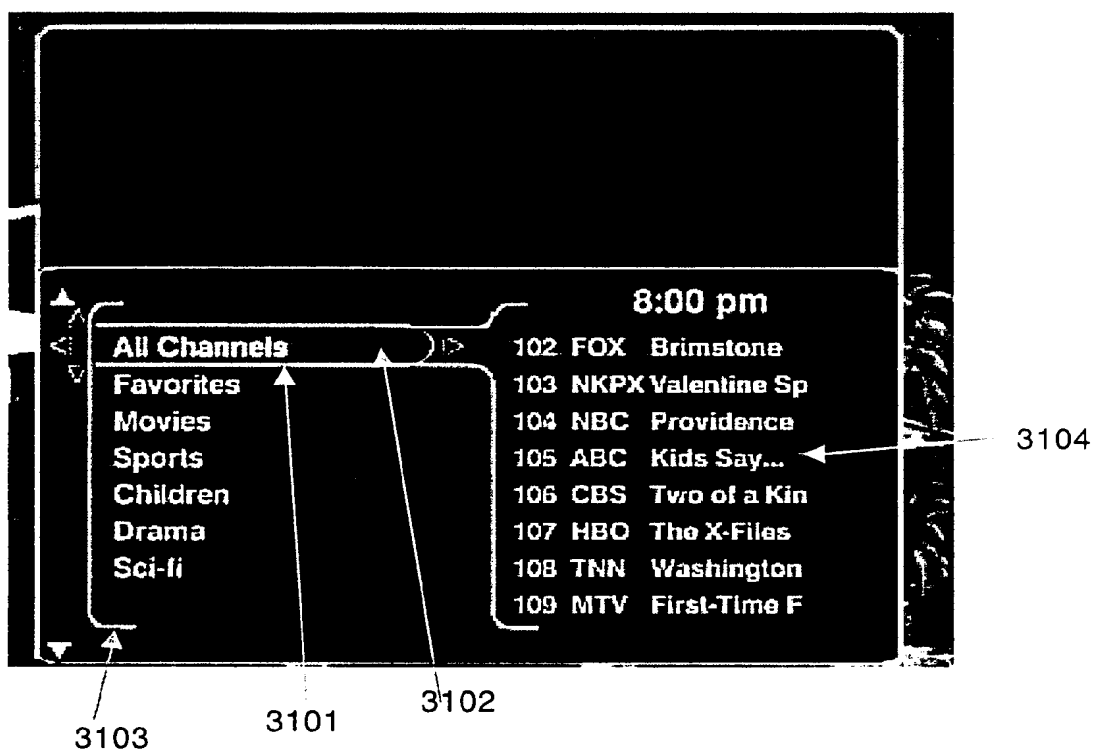 8:00 pm
All Channels
Favorites
Movies
Sports
Children
Drama
Sci-fi
102 FOX Brimstone
103 NKPX Valentine Sp
104 NBC Providence
105 ABC Kids Say...
106 CBS Two of a Kin
107 HBO The X-Files
108 TNN Washington
109 MTV First-Time F
3104
3103
3101
3102